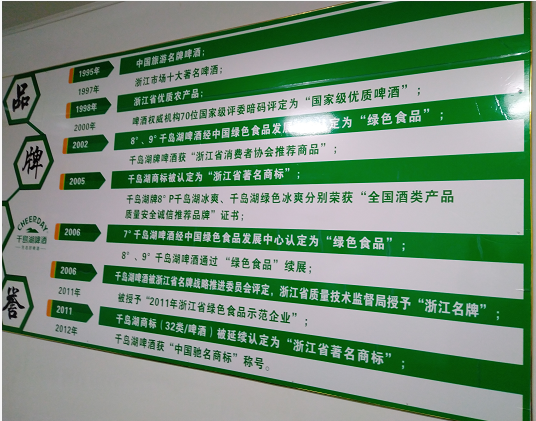 品
牌
誉
CHEERDAY
千岛湖啤酒
1995年 中国旅游名牌啤酒；
1997年 浙江市场十大著名啤酒；
1998年 浙江省优质农产品；
2000年 啤酒权威机构70位国家级评委暗码评定为“国家级优质啤酒”；
2002 8°、9°千岛湖啤酒经中国绿色食品发展 认定为“绿色食品”；
千岛湖牌啤酒获“浙江省消费者协会推荐商品”；
2005 千岛湖商标被认定为“浙江省著名商标”；
千岛湖牌8°P千岛湖冰爽、千岛湖绿色冰爽分别荣获“全国酒类产品
质量安全诚信推荐品牌”证书；
2006 7°千岛湖啤酒经中国绿色食品发展中心认定为“绿色食品”；
8°、9°千岛湖啤酒通过“绿色食品”续展；
2006 千岛湖啤酒被浙江省名牌战略推进委员会评定，浙江省质量技术监督局授予“浙江名牌”；
2011年 被授予“2011年浙江省绿色食品示范企业”；
2011 千岛湖商标（32类/啤酒）被延续认定为“浙江省著名商标”；
2012年 千岛湖啤酒获“中国驰名商标”称号。